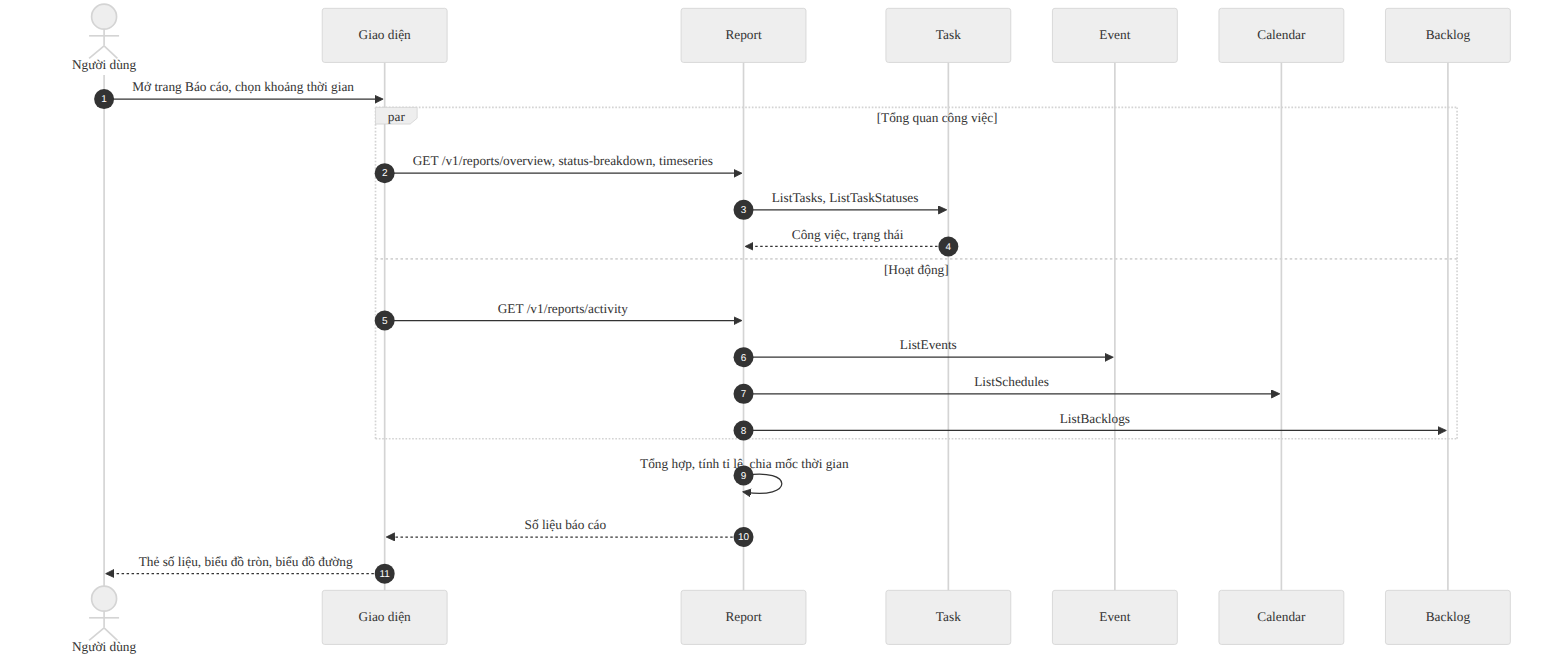 Giao diện
Report
Task
Event
Calendar
Backlog
Người dùng
Mở trang Báo cáo, chọn khoảng thời gian
1
par
[Tổng quan công việc]
GET /v1/reports/overview, status-breakdown, timeseries
2
ListTasks, ListTaskStatuses
3
Công việc, trạng thái
4
[Hoạt động]
GET /v1/reports/activity
5
ListEvents
6
ListSchedules
7
ListBacklogs
8
Tổng hợp, tính tỉ lệ, chia mốc thời gian
9
Số liệu báo cáo
10
Thẻ số liệu, biểu đồ tròn, biểu đồ đường
11
Giao diện
Report
Task
Event
Calendar
Backlog
Người dùng